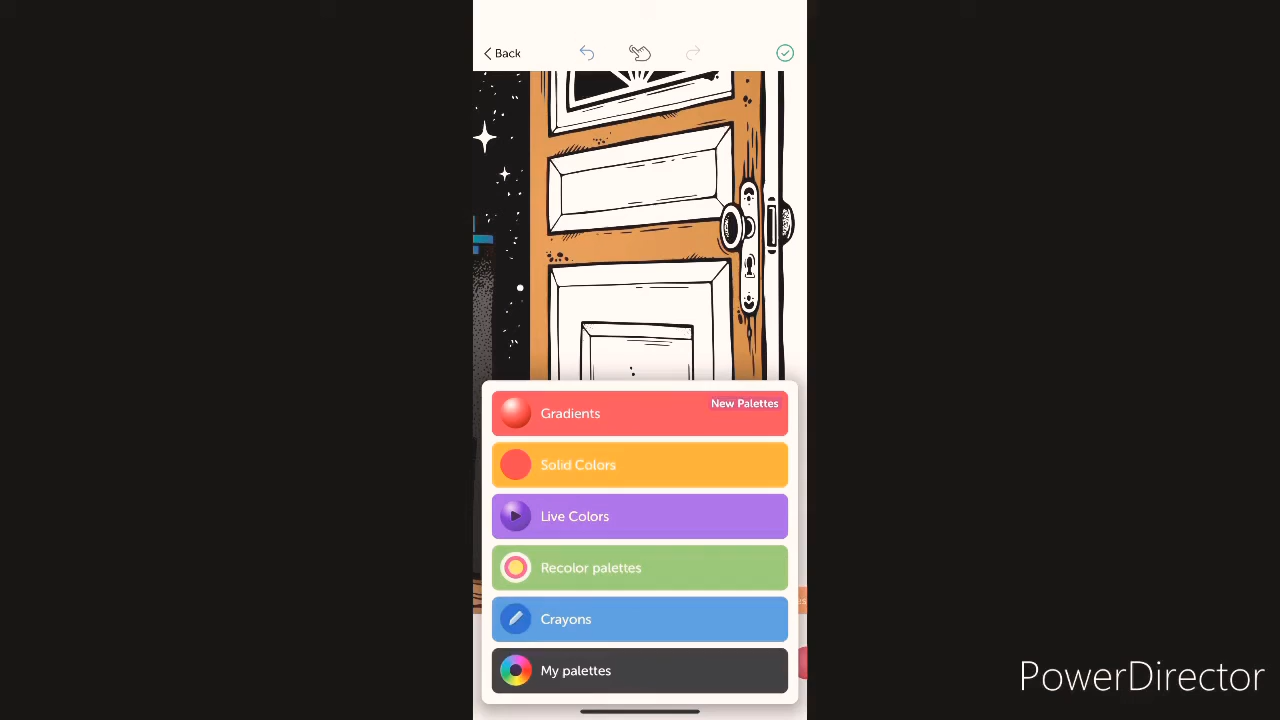 Back
Gradients
New Palettes
Solid Colors
Live Colors
Recolor palettes
Crayons
My palettes
PowerDirector